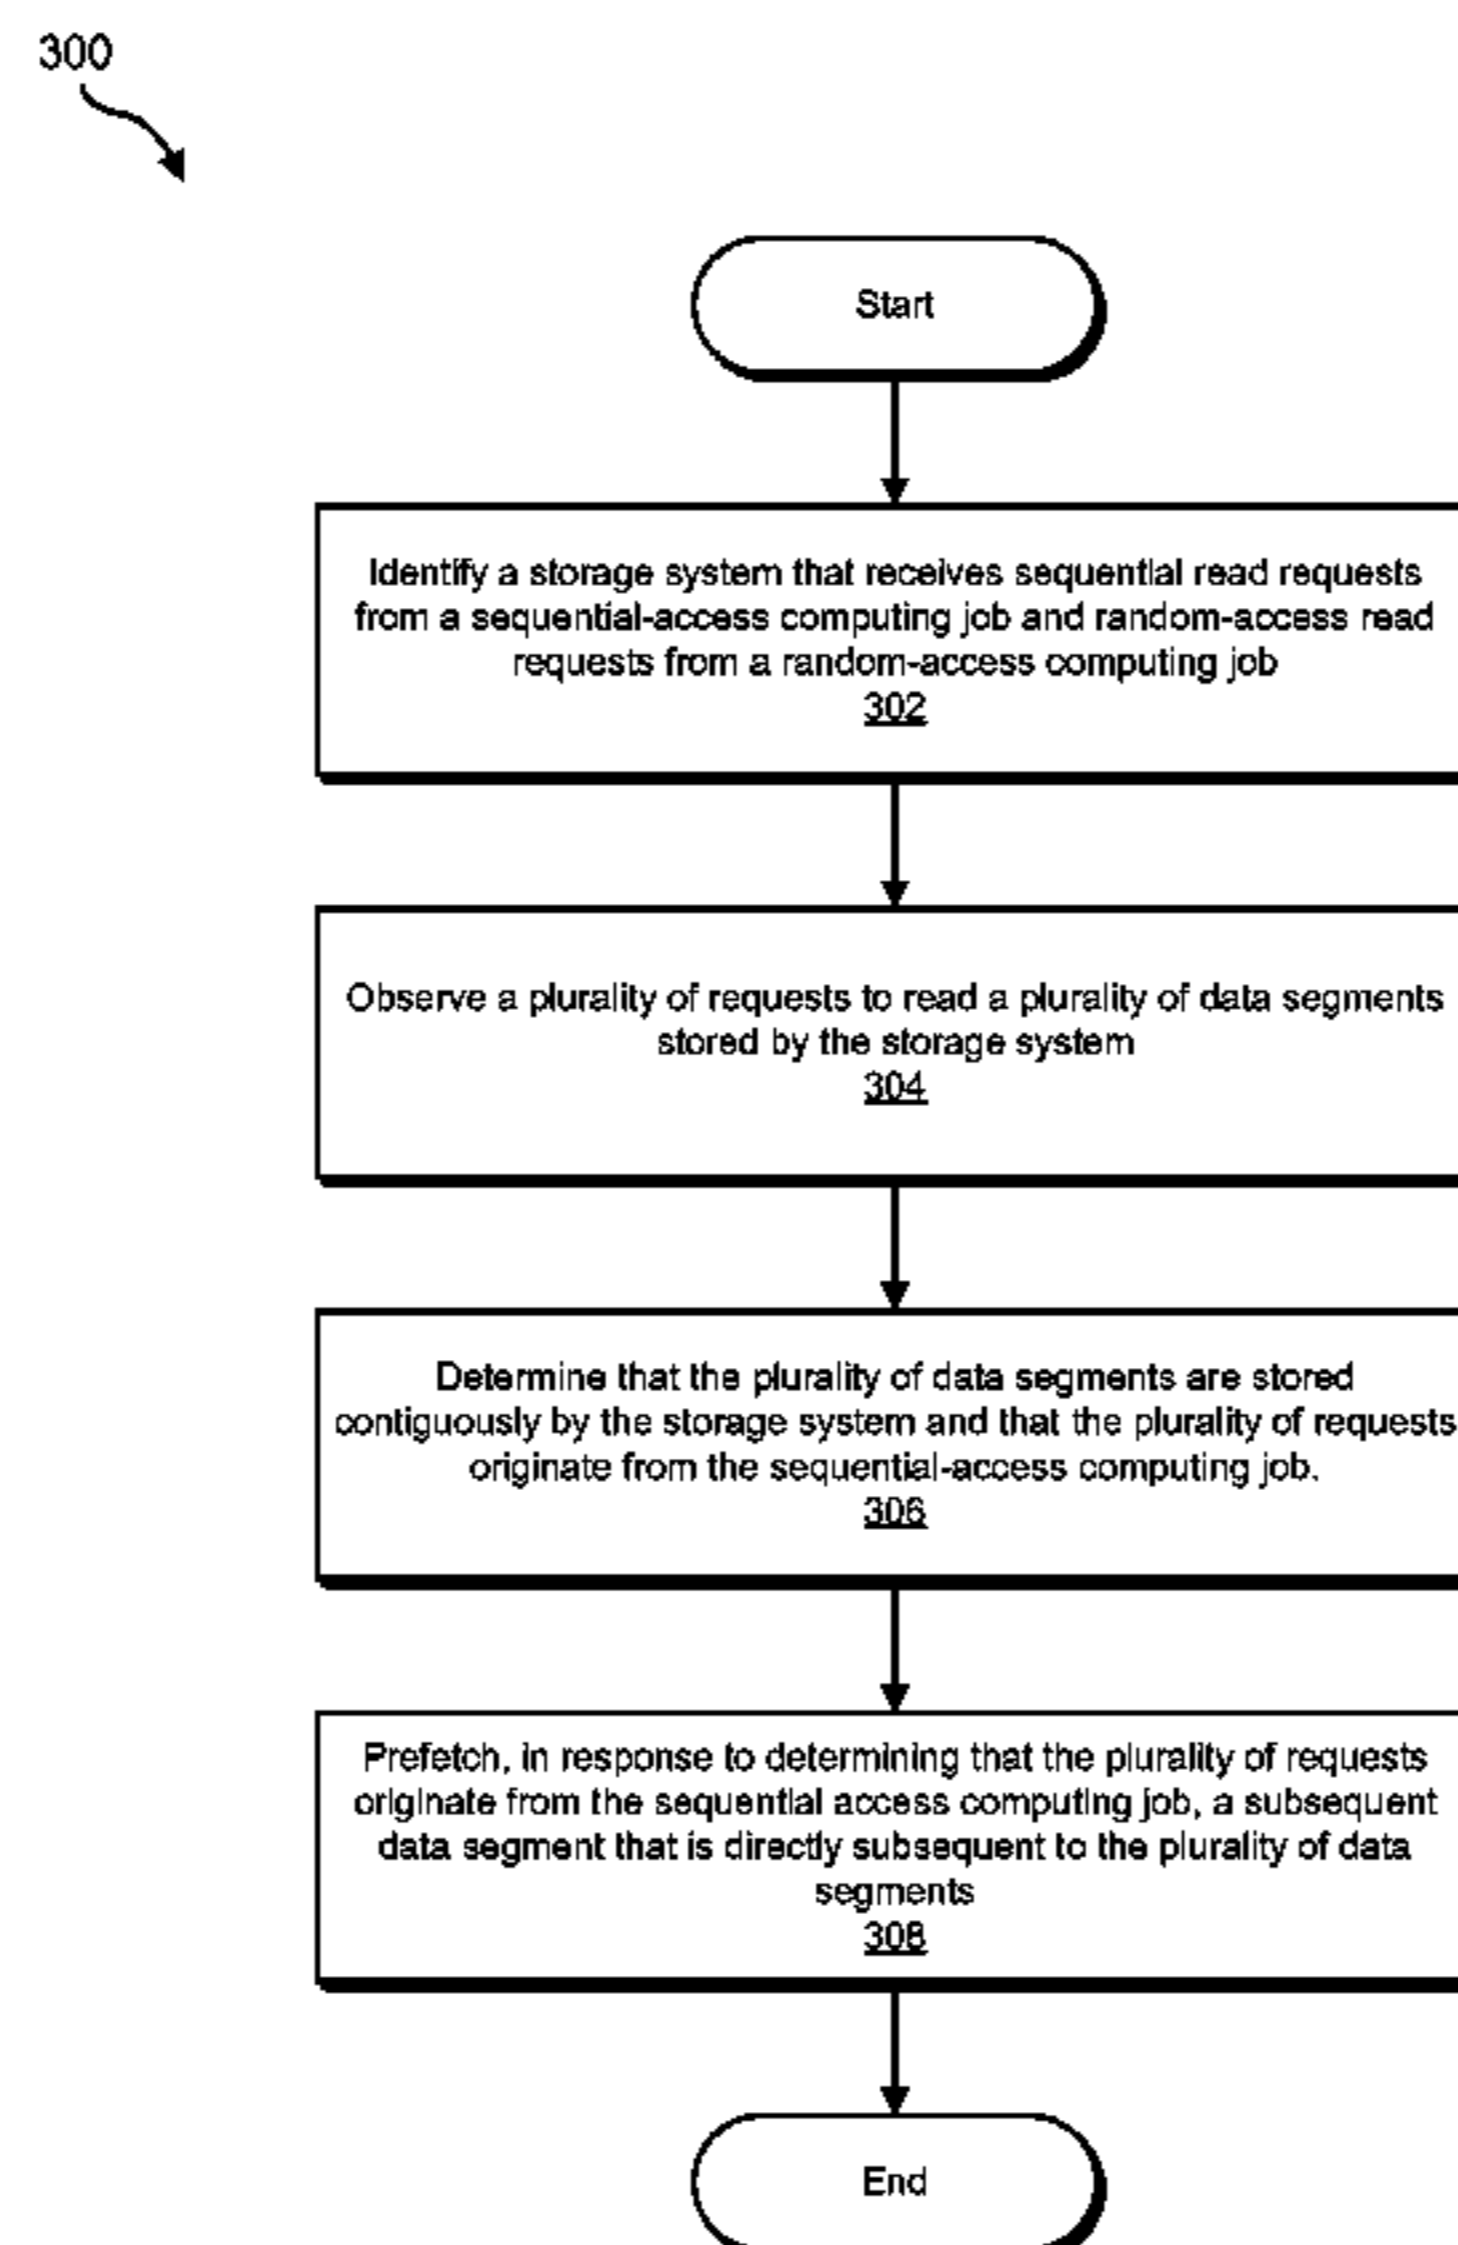 300
Start
Identify a storage system that receives sequential read requests
from a sequential-access computing job and random-access read
requests from a random-access computing job
302
Observe a plurality of requests to read a plurality of data segments
stored by the storage system
304
Determine that the plurality of data segments are stored
contiguously by the storage system and that the plurality of requests
originate from the sequential-access computing job.
306
Prefetch, in response to determining that the plurality of requests
originate from the sequential access computing job, a subsequent
data segment that is directly subsequent to the plurality of data
segments
308
End